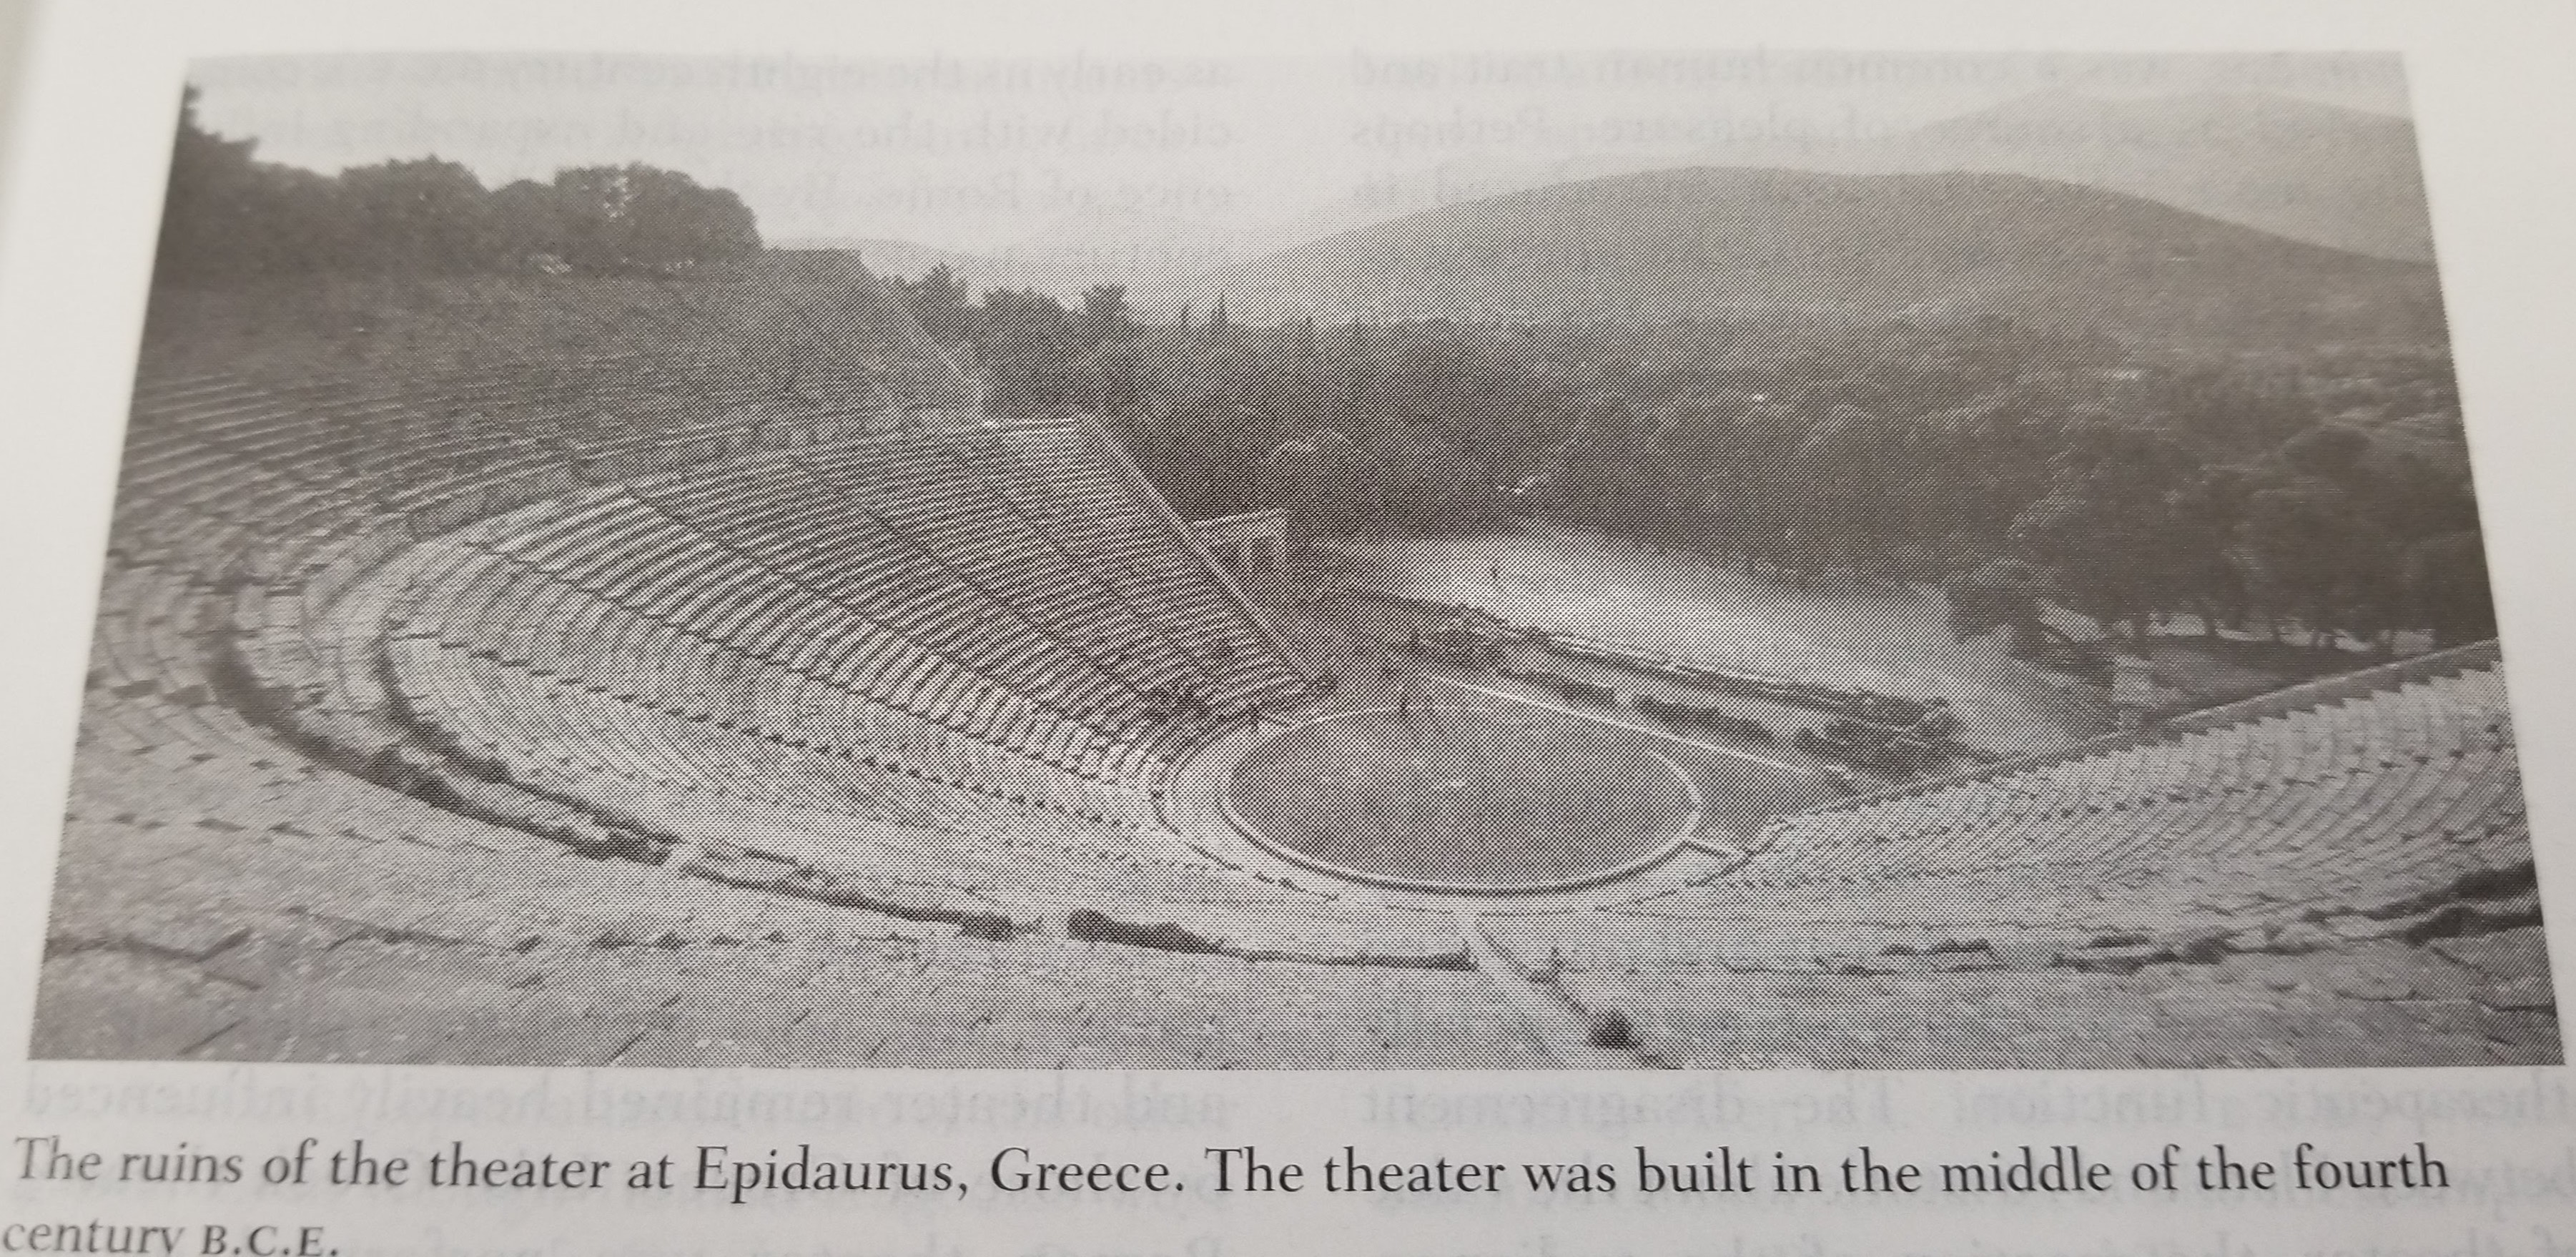 The ruins of the theater at Epidaurus, Greece. The theater was built in the middle of the fourth
century B.C.E.